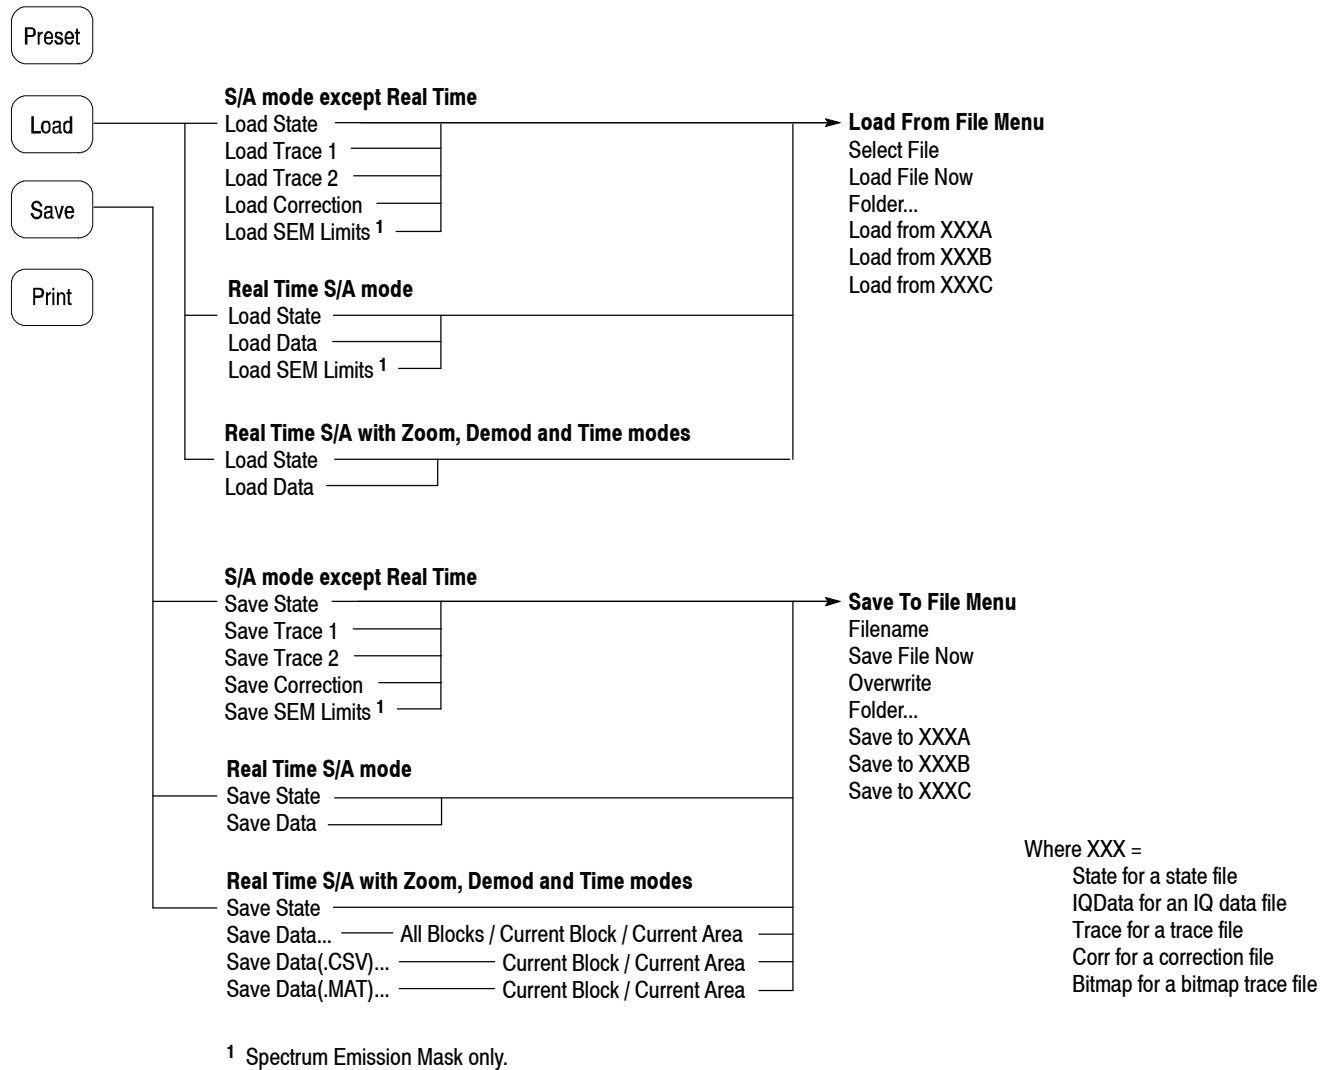 Preset
Load
Save
Print
S/A mode except Real Time
Load State
Load Trace 1
Load Trace 2
Load Correction
Load SEM Limits 1
Real Time S/A mode
Load State
Load Data
Load SEM Limits 1
Real Time S/A with Zoom, Demod and Time modes
Load State
Load Data
Load From File Menu
Select File
Load File Now
Folder...
Load from XXXA
Load from XXXB
Load from XXXC
S/A mode except Real Time
Save State
Save Trace 1
Save Trace 2
Save Correction
Save SEM Limits 1
Real Time S/A mode
Save State
Save Data
Real Time S/A with Zoom, Demod and Time modes
Save State
Save Data... All Blocks / Current Block / Current Area
Save Data(.CSV)... Current Block / Current Area
Save Data(.MAT)... Current Block / Current Area
Save To File Menu
Filename
Save File Now
Overwrite
Folder...
Save to XXXA
Save to XXXB
Save to XXXC
Where XXX =
State for a state file
IQData for an IQ data file
Trace for a trace file
Corr for a correction file
Bitmap for a bitmap trace file
1 Spectrum Emission Mask only.